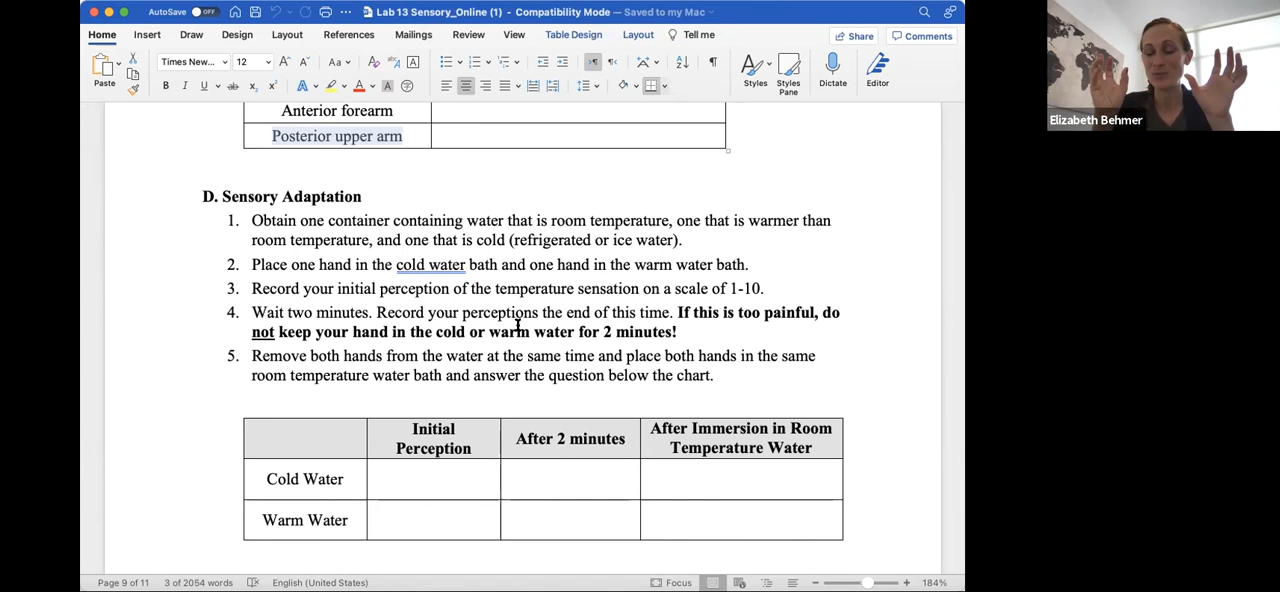 AutoSave OFF Lab 13 Sensory_Online (1) - Compatibility Mode — Saved to my Mac
Home Insert Draw Design Layout References Mailings Review View Table Design Layout Tell me Share Comments
Paste Times New... 12 Aa Styles Styles Pane Dictate Editor
Anterior forearm
Posterior upper arm
D. Sensory Adaptation
1. Obtain one container containing water that is room temperature, one that is warmer than
room temperature, and one that is cold (refrigerated or ice water).
2. Place one hand in the cold water bath and one hand in the warm water bath.
3. Record your initial perception of the temperature sensation on a scale of 1-10.
4. Wait two minutes. Record your perceptions the end of this time. If this is too painful, do
not keep your hand in the cold or warm water for 2 minutes!
5. Remove both hands from the water at the same time and place both hands in the same
room temperature water bath and answer the question below the chart.
Initial Perception After 2 minutes After Immersion in Room Temperature Water
Cold Water
Warm Water
Page 9 of 11 3 of 2054 words English (United States) Focus 184%
Elizabeth Behmer